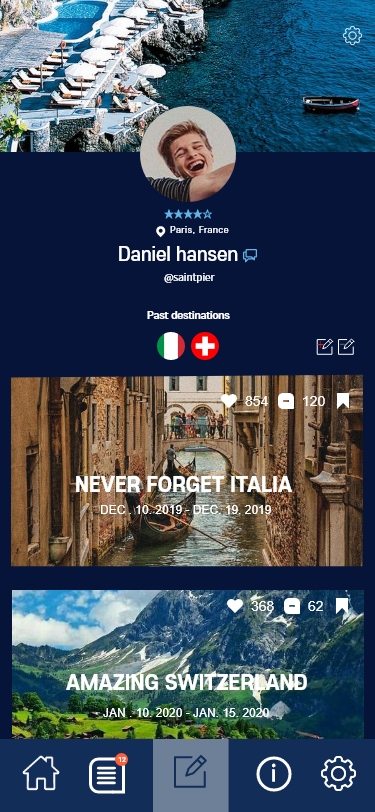 Paris, France
Daniel hansen
@saintpier
Past destinations
854 120
NEVER FORGET ITALIA
DEC . 10. 2019 - DEC. 19. 2019
368 62
AMAZING SWITZERLAND
JAN . 10. 2020 - JAN. 15. 2020
12